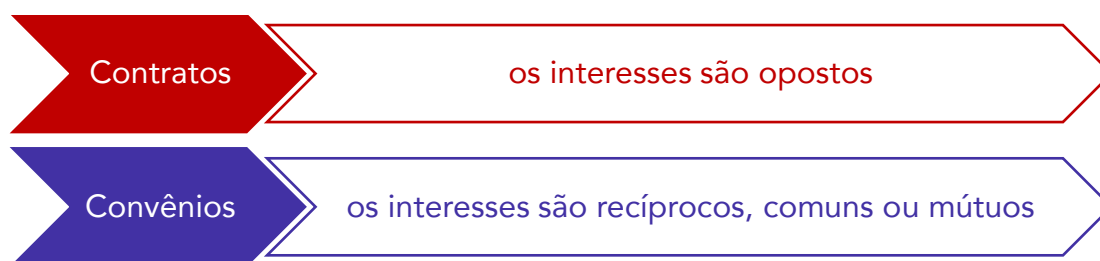 Contratos os interesses são opostos
Convênios os interesses são recíprocos, comuns ou mútuos